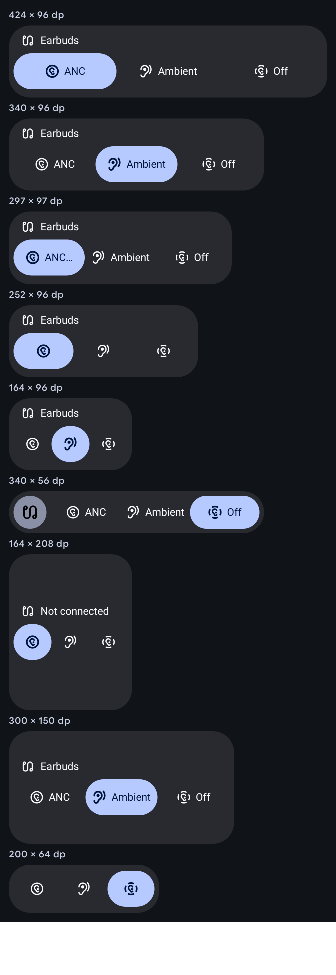 424 × 96 dp
Earbuds
ANC Ambient Off
340 × 96 dp
Earbuds
ANC Ambient Off
297 × 97 dp
Earbuds
ANC… Ambient Off
252 × 96 dp
Earbuds
164 × 96 dp
Earbuds
340 × 56 dp
ANC Ambient Off
164 × 208 dp
Not connected
300 × 150 dp
Earbuds
ANC Ambient Off
200 × 64 dp